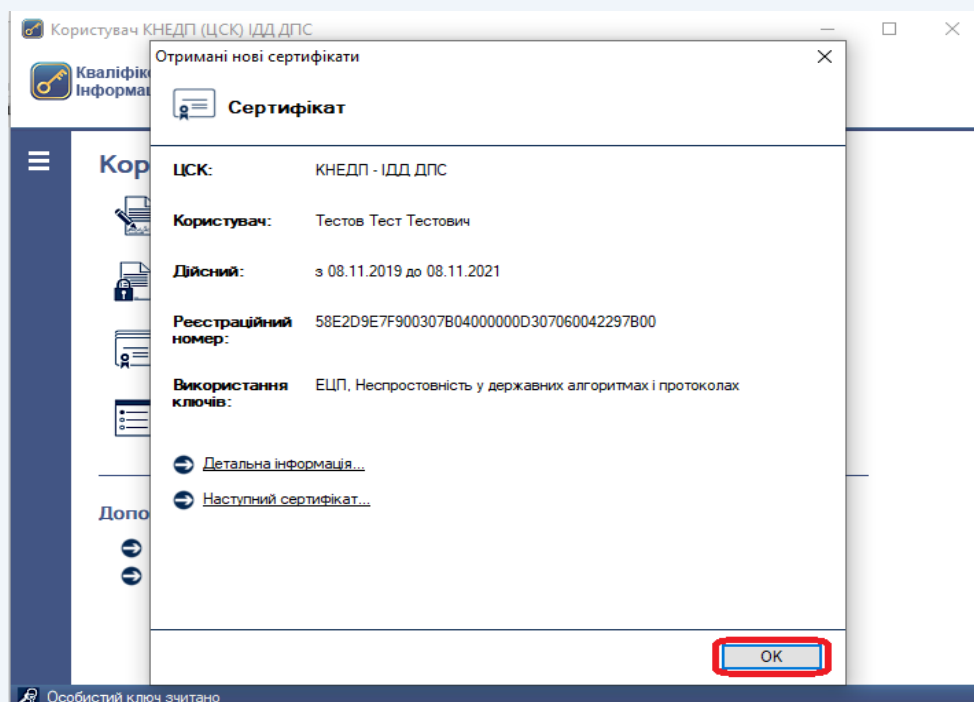 Користувач КНЕДП (ЦСК) ІДД ДПС
Отримані нові сертифікати
Сертифікат
ЦСК: КНЕДП - ІДД ДПС
Користувач: Тестов Тест Тестович
Дійсний: з 08.11.2019 до 08.11.2021
Реєстраційний 58E2D9E7F900307B04000000D307060042297B00
номер:
Використання ЕЦП, Неспростовність у державних алгоритмах і протоколах
ключів:
Детальна інформація...
Наступний сертифікат...
OK
Особистий ключ зчитано